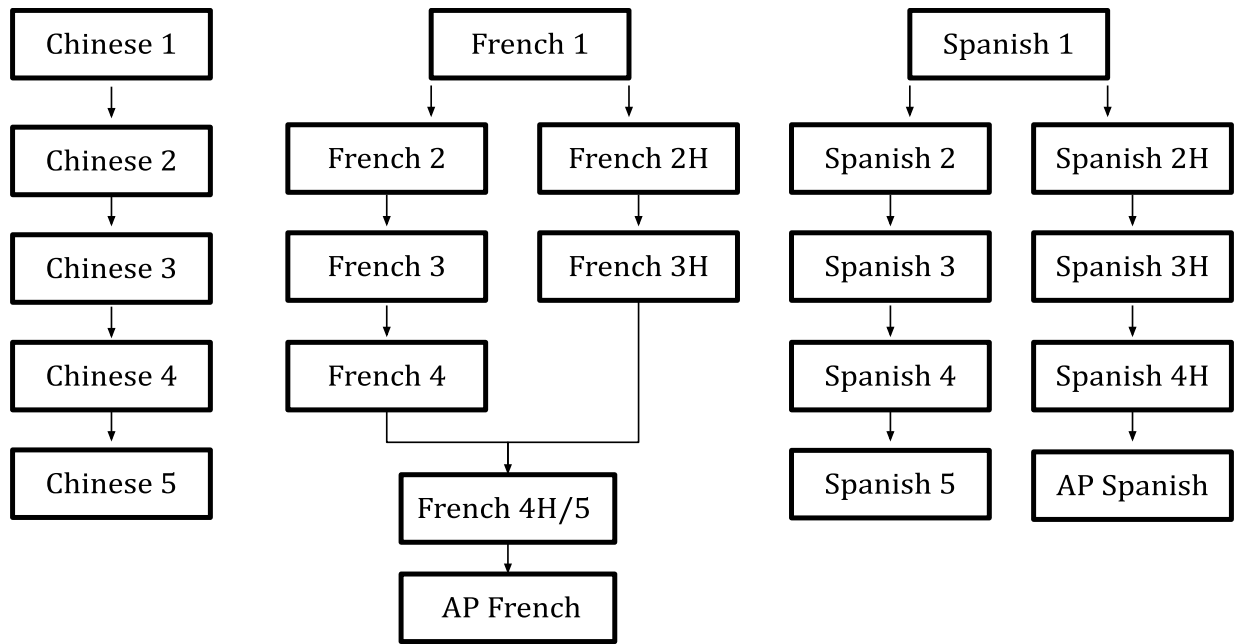 Chinese 1
Chinese 2
Chinese 3
Chinese 4
Chinese 5
French 1
French 2
French 2H
French 3
French 3H
French 4
French 4H/5
AP French
Spanish 1
Spanish 2
Spanish 2H
Spanish 3
Spanish 3H
Spanish 4
Spanish 4H
Spanish 5
AP Spanish